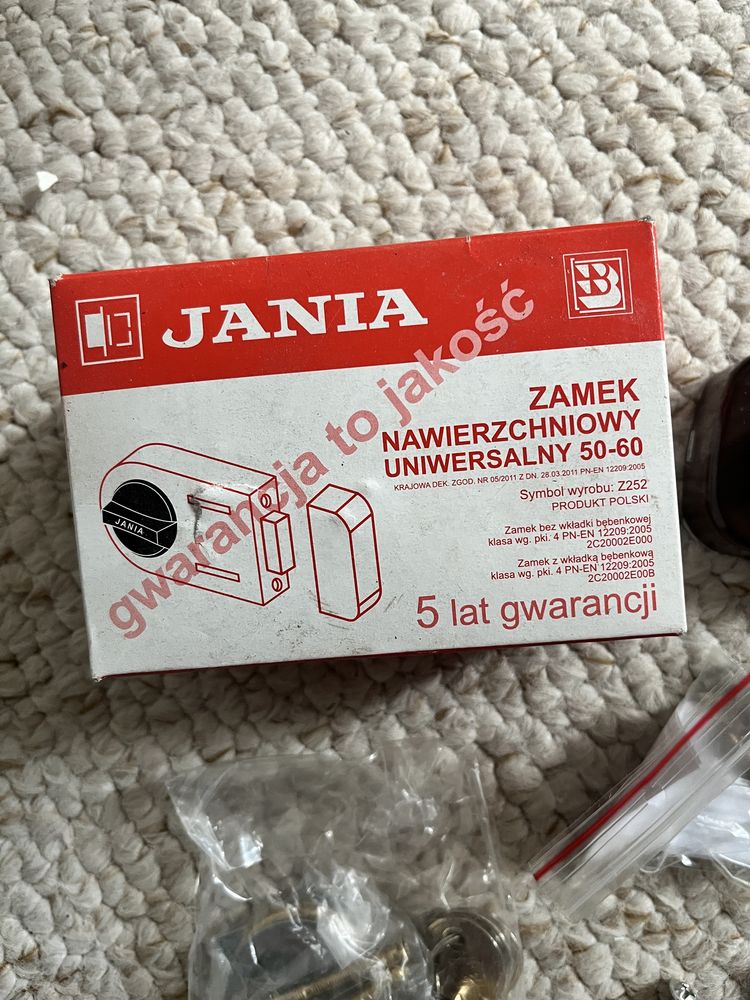 JANIA
B
gwarancja to jakość
ZAMEK
NAWIERZCHNIOWY
UNIWERSALNY 50-60
KRAJOWA DEK. ZGOD. NR 05/2011 Z DN. 28.03.2011 PN-EN 12209:2005
Symbol wyrobu: Z252
PRODUKT POLSKI
Zamek bez wkładki bębenkowej
klasa wg. pki. 4 PN-EN 12209:2005
2C20002E000
Zamek z wkładką bębenkową
klasa wg. pki. 4 PN-EN 12209:2005
2C20002E00B
5 lat gwarancji
JANIA